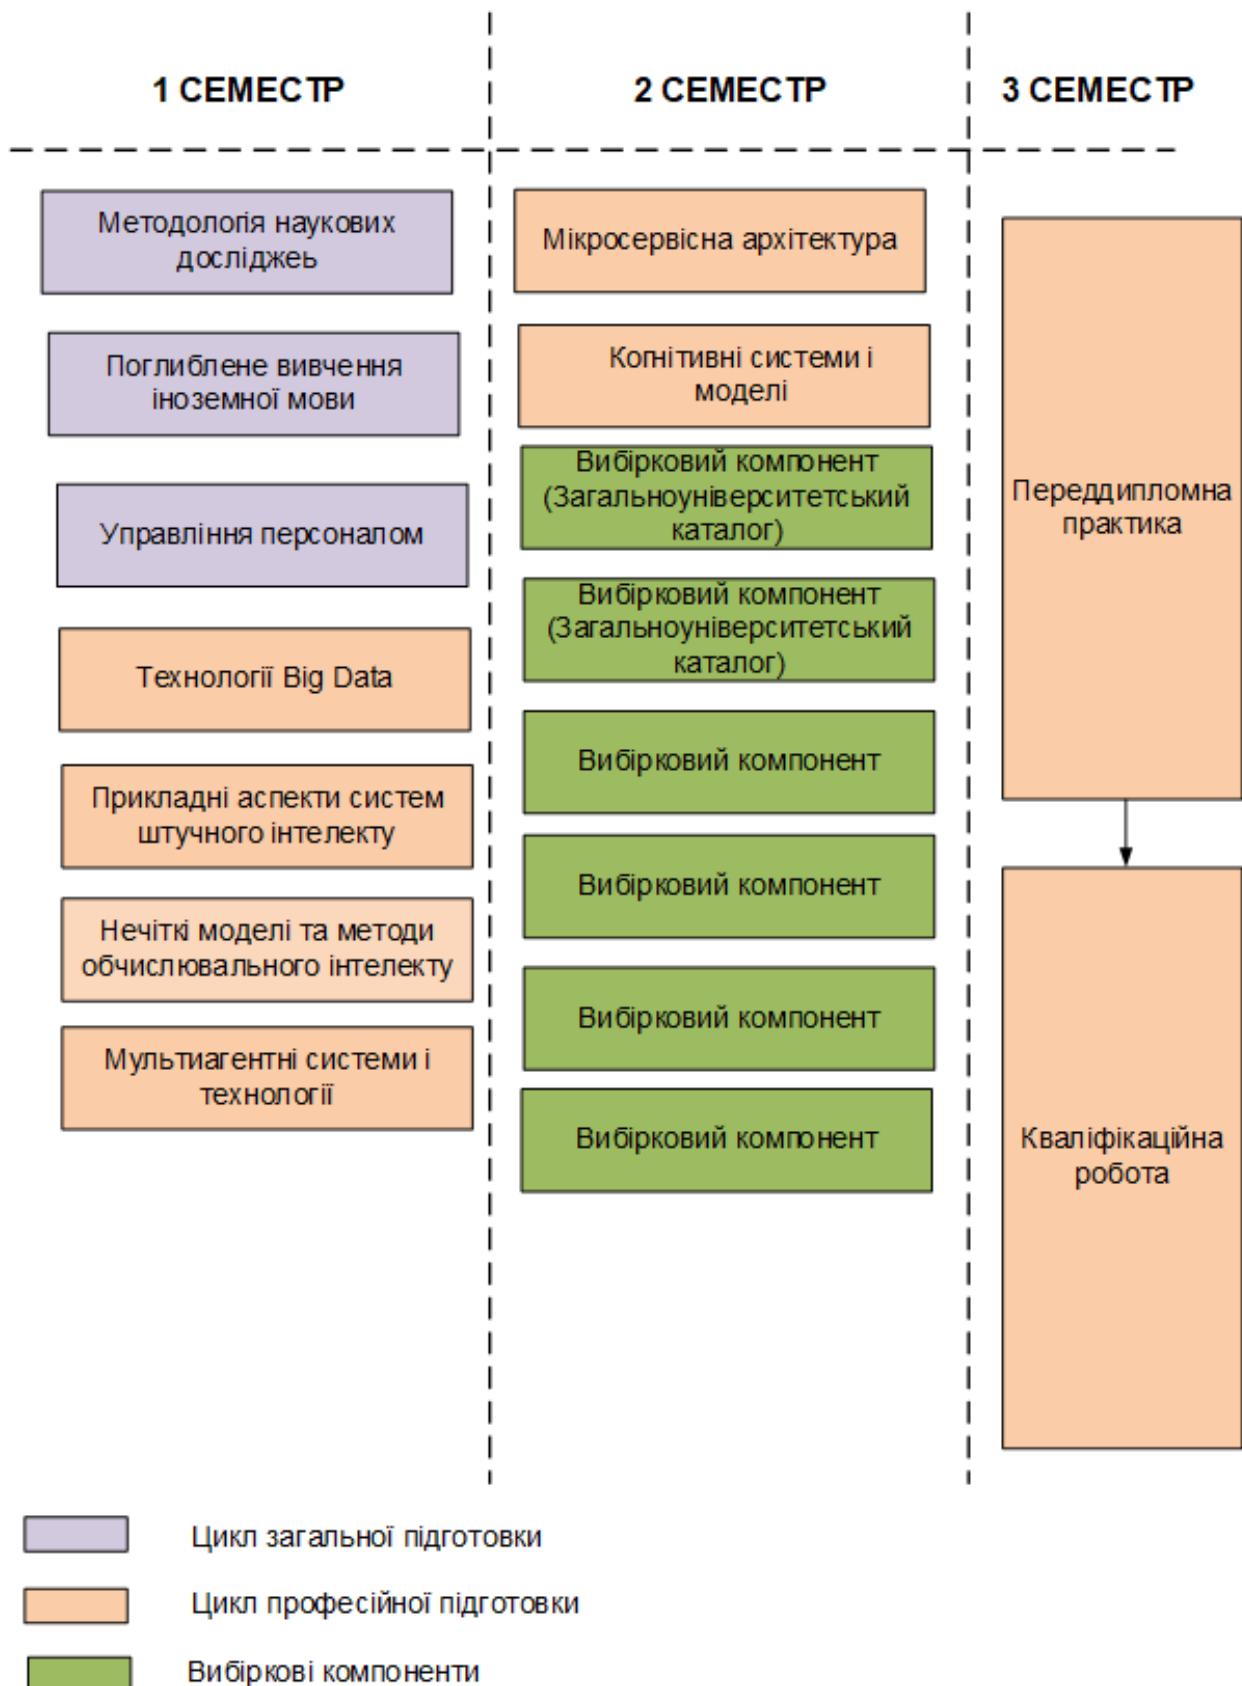 1 СЕМЕСТР
2 СЕМЕСТР
3 СЕМЕСТР
Методологія наукових
досліджеь
Поглиблене вивчення
іноземної мови
Управління персоналом
Технології Big Data
Прикладні аспекти систем
штучного інтелекту
Нечіткі моделі та методи
обчислювального інтелекту
Мультиагентні системи і
технології
Мікросервісна архітектура
Когнітивні системи і
моделі
Вибірковий компонент
(Загальноуніверситетський
каталог)
Вибірковий компонент
(Загальноуніверситетський
каталог)
Вибірковий компонент
Вибірковий компонент
Вибірковий компонент
Вибірковий компонент
Переддипломна
практика
Кваліфікаційна
робота
Цикл загальної підготовки
Цикл професійної підготовки
Вибіркові компоненти